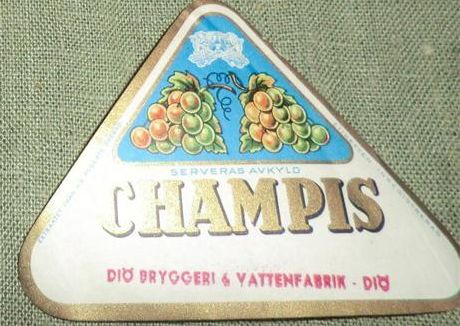 SERVERAS AVKYLD
CHAMPIS
DIÖ BRYGGERI & VATTENFABRIK - DIÖ